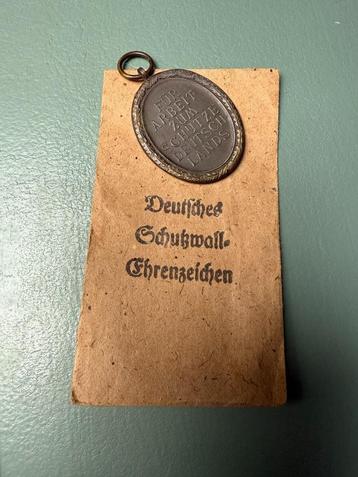 FÜR
ARBEIT
ZUM
SCHUTZE
DEUTSCH
LANDS
Deutsches
Schutzwall-
Ehrenzeichen